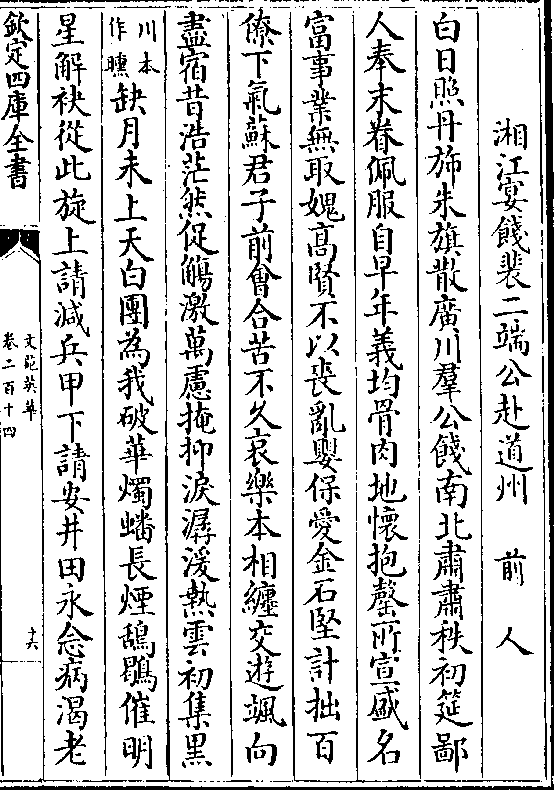 湘江宴餞裴二端公赴道州　前人
白日照丹旆朱旗散廣川羣公餞南北肅肅秩初筵鄙
人奉末眷佩服自早年義均骨肉地懷抱罄所宣盛名
富事業無取媿髙賢不以喪亂嬰保愛金石堅計拙百
僚下氣蘇君子前會合苦不久哀樂本相纏交遊颯向
盡宿昔浩茫然促觴激萬慮掩抑淚潺湲熱雲初集黒
川本作曛缺月未上天白團為我破華燭蟠長煙鴰鶡催明
星解袂從此旋上請減兵甲下請安井田永念病渴老
欽定四庫全書
文苑英華
卷二百十四
十六